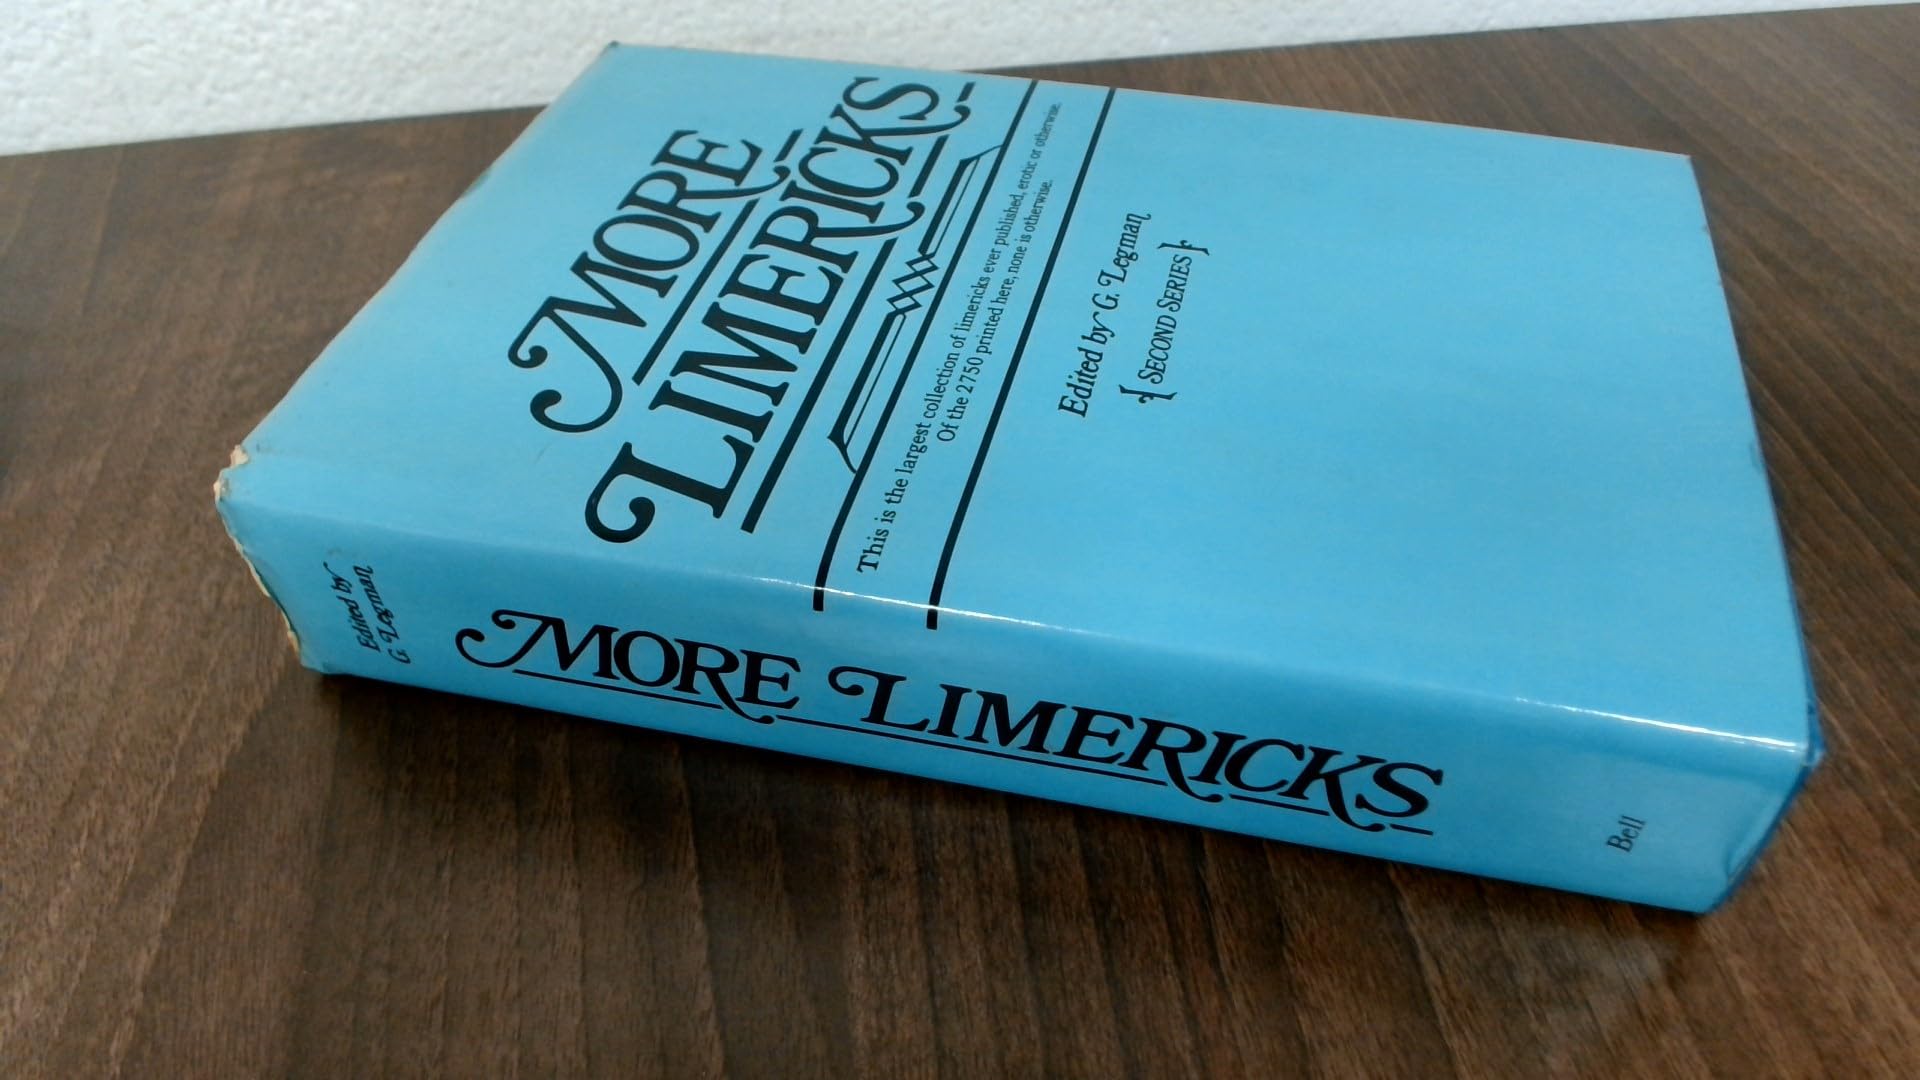 MORE
LIMERICKS
This is the largest collection of limericks ever published, erotic or otherwise.
Of the 2750 printed here, none is otherwise.
Edited by G. Legman
{ SECOND SERIES }
Edited by
G. Legman
MORE LIMERICKS
Bell